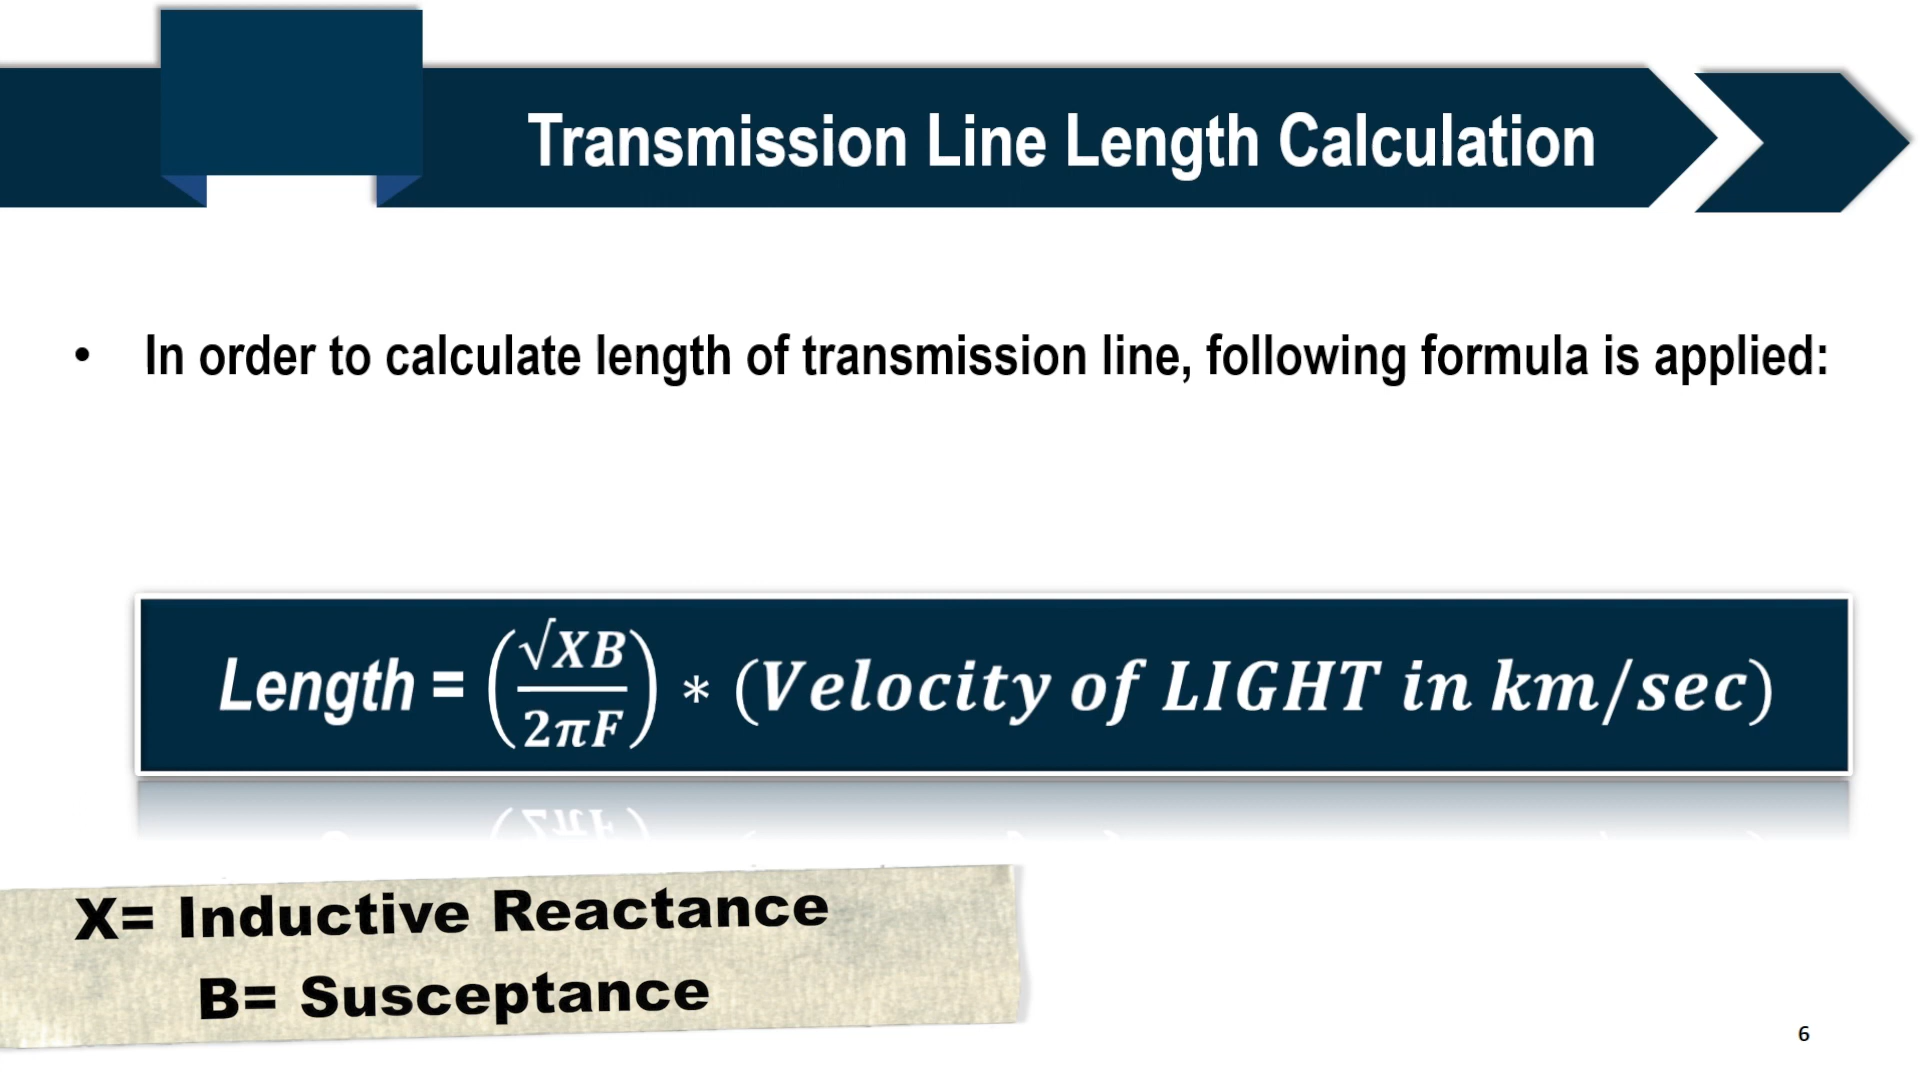 Transmission Line Length Calculation
• In order to calculate length of transmission line, following formula is applied:
Length = (√XB / 2πF) * (Velocity of LIGHT in km/sec)
X= Inductive Reactance
B= Susceptance
6